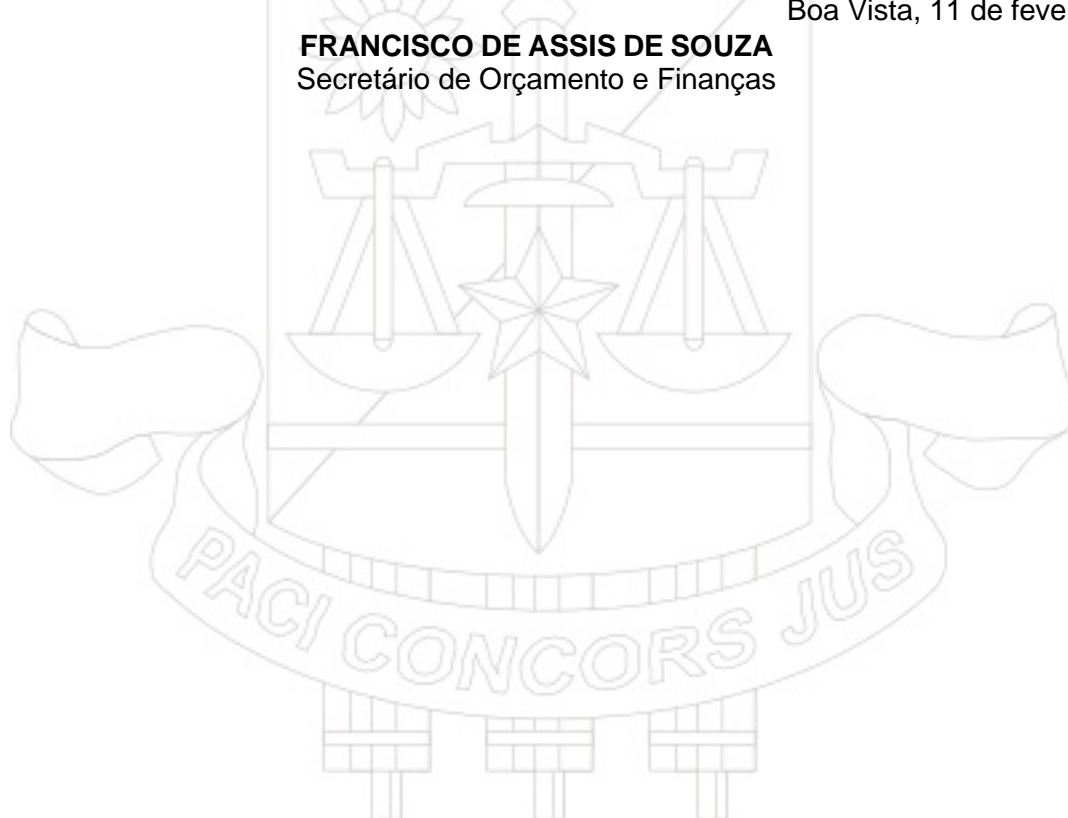 Boa Vista, 11 de feve
FRANCISCO DE ASSIS DE SOUZA
Secretário de Orçamento e Finanças
PACI CONCORS JUS